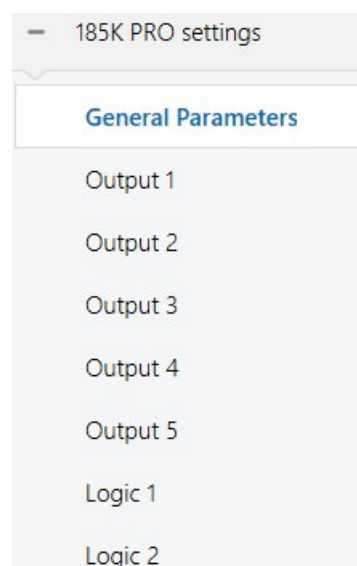 185K PRO settings
General Parameters
Output 1
Output 2
Output 3
Output 4
Output 5
Logic 1
Logic 2